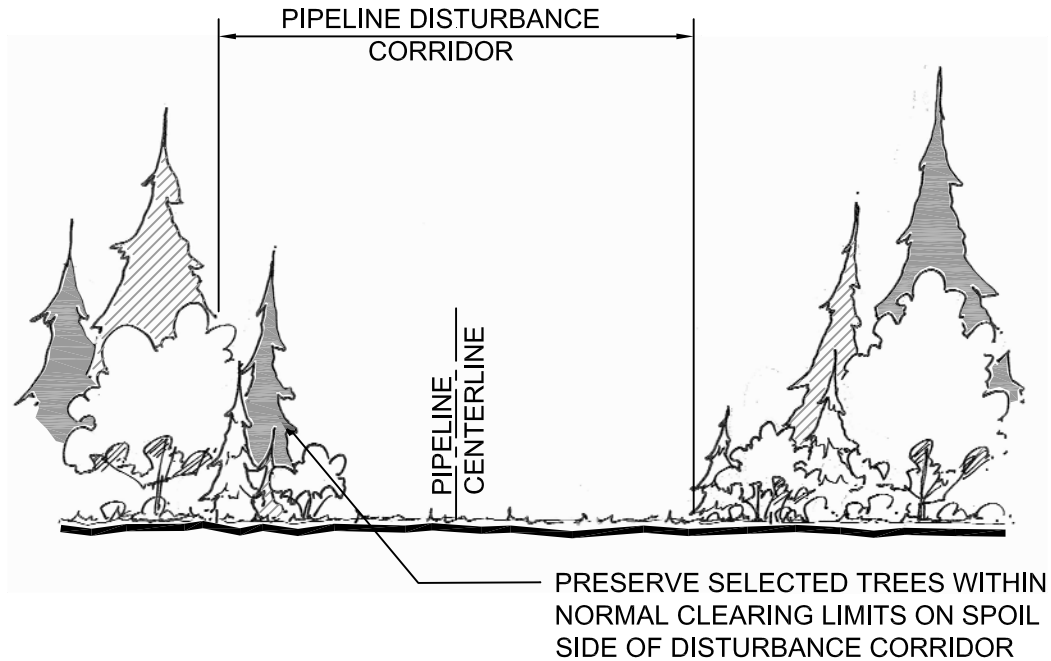 PIPELINE DISTURBANCE
CORRIDOR
PIPELINE
CENTERLINE
PRESERVE SELECTED TREES WITHIN
NORMAL CLEARING LIMITS ON SPOIL
SIDE OF DISTURBANCE CORRIDOR